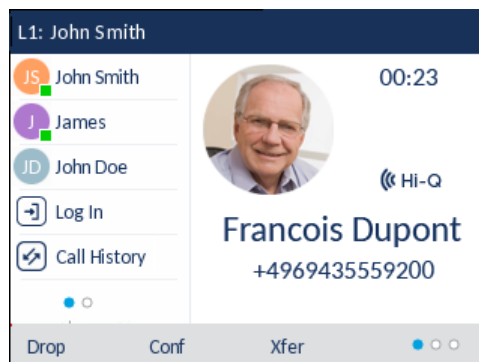 L1: John Smith
JS John Smith
J James
JD John Doe
Log In
Call History
00:23
Hi-Q
Francois Dupont
+4969435559200
Drop Conf Xfer